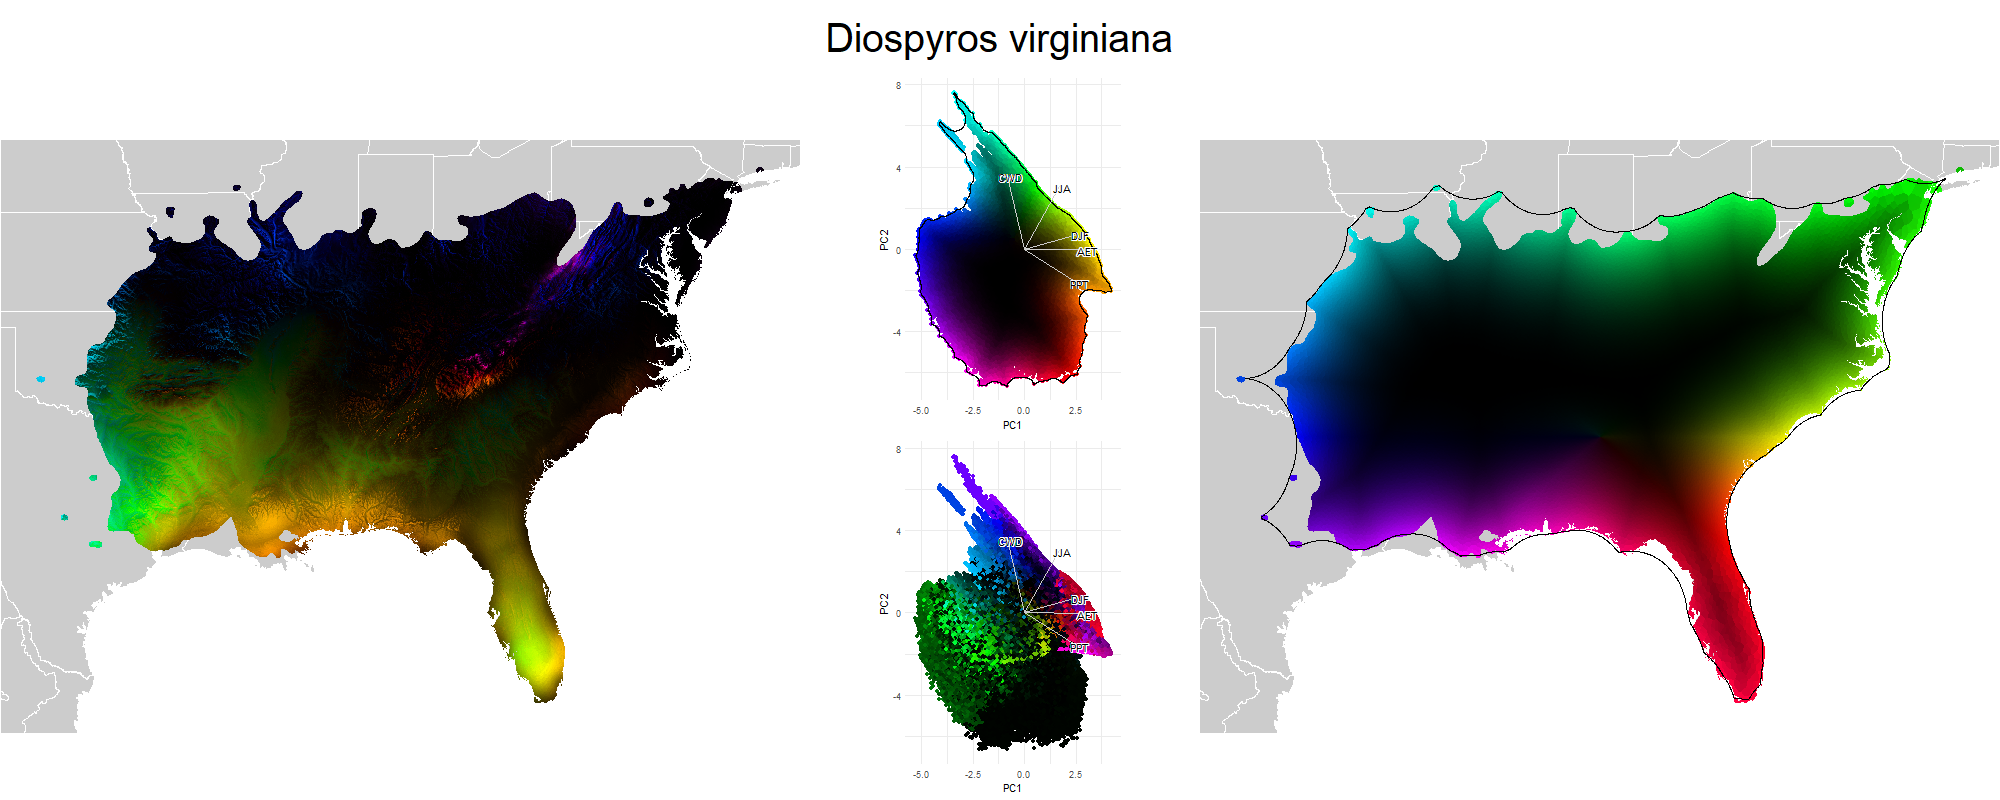 Diospyros virginiana
8
4
0
-4
PC2
CWD
JJA
DJF
AET
PPT
-5.0 -2.5 0.0 2.5
PC1
8
4
0
-4
PC2
CWD
JJA
DJF
AET
PPT
-5.0 -2.5 0.0 2.5
PC1